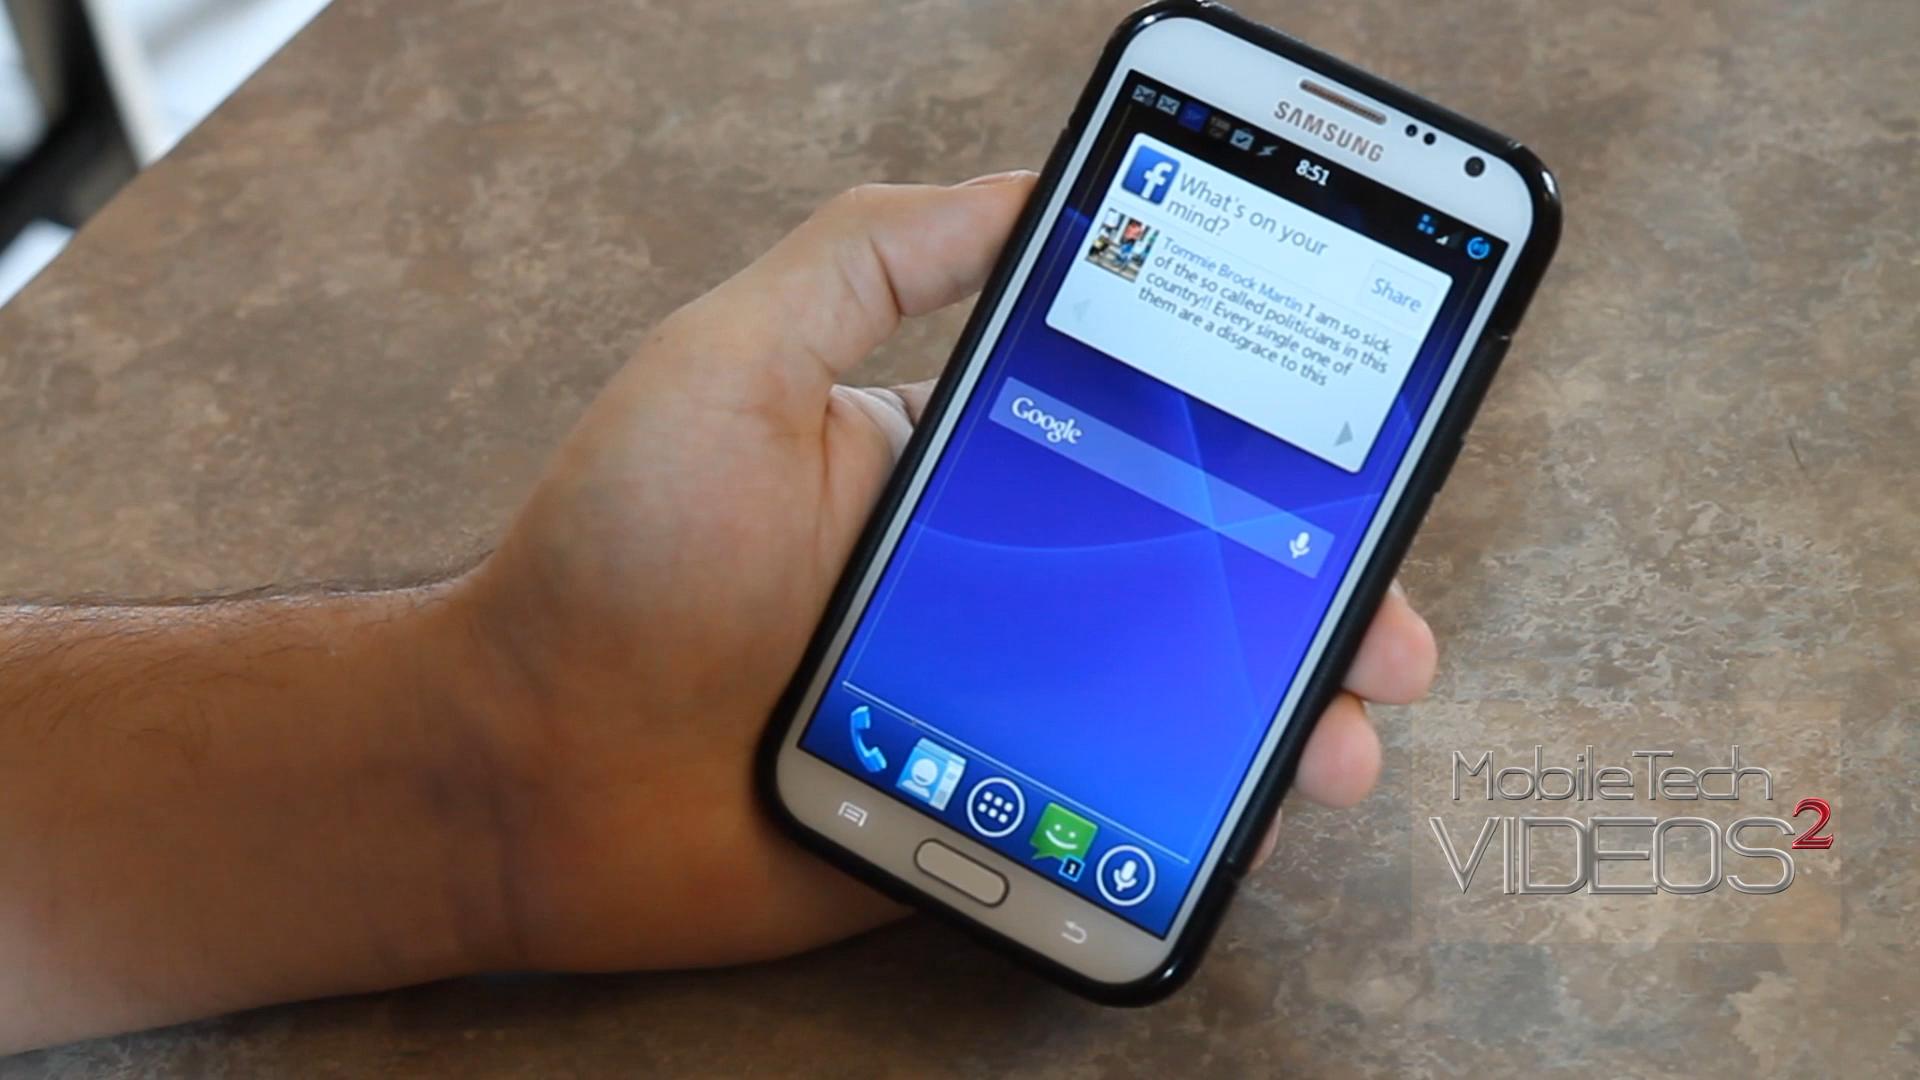 SAMSUNG
8:51
What's on your
mind?
Share
Tommie Brock Martin I am so sick
of the so called politicians in this
country!! Every single one of
them are a disgrace to this
Google
1
MobileTech
VIDEOS2